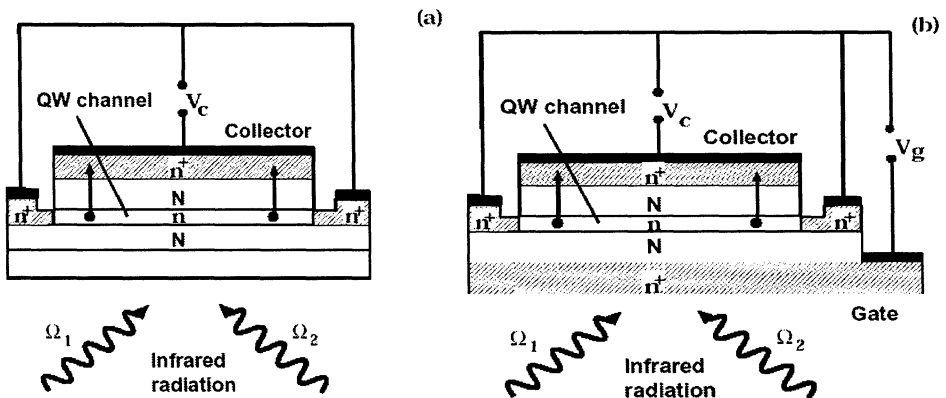 (a)
QW channel
V_c
Collector
n⁺
N
n⁺
n
n⁺
N
Ω₁
Ω₂
Infrared
radiation
(b)
QW channel
V_c
Collector
V_g
n⁺
N
n⁺
n
n⁺
N
n⁺
Gate
Ω₁
Ω₂
Infrared
radiation